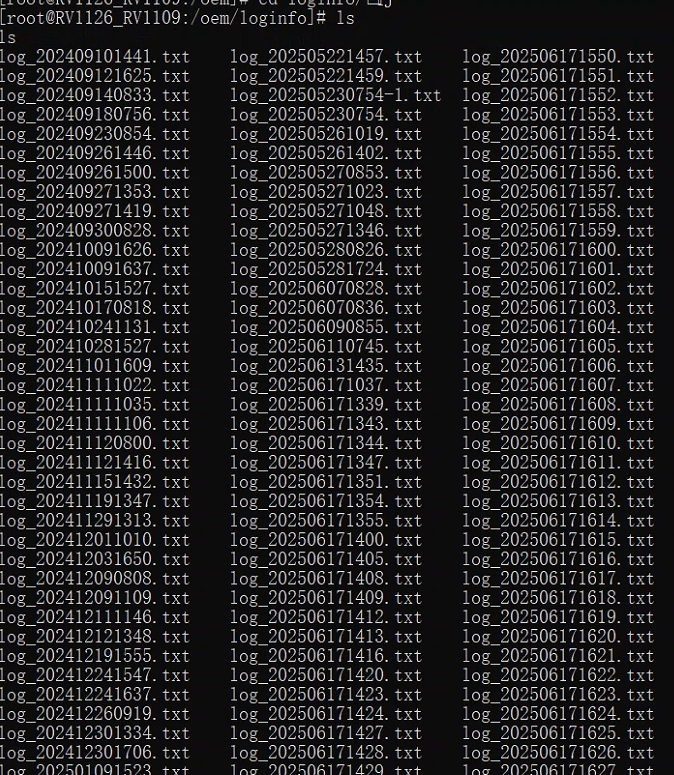 [root@RV1126_RV1109:/oem/loginfo]# ls
ls
log_202409101441.txt log_202505221457.txt log_202506171550.txt
log_202409121625.txt log_202505221459.txt log_202506171551.txt
log_202409140833.txt log_202505230754-1.txt log_202506171552.txt
log_202409180756.txt log_202505230754.txt log_202506171553.txt
log_202409230854.txt log_202505261019.txt log_202506171554.txt
log_202409261446.txt log_202505261402.txt log_202506171555.txt
log_202409261500.txt log_202505270853.txt log_202506171556.txt
log_202409271353.txt log_202505271023.txt log_202506171557.txt
log_202409271419.txt log_202505271048.txt log_202506171558.txt
log_202409300828.txt log_202505271346.txt log_202506171559.txt
log_202410091626.txt log_202505280826.txt log_202506171600.txt
log_202410091637.txt log_202505281724.txt log_202506171601.txt
log_202410151527.txt log_202506070828.txt log_202506171602.txt
log_202410170818.txt log_202506070836.txt log_202506171603.txt
log_202410241131.txt log_202506090855.txt log_202506171604.txt
log_202410281527.txt log_202506110745.txt log_202506171605.txt
log_202411011609.txt log_202506131435.txt log_202506171606.txt
log_202411111022.txt log_202506171037.txt log_202506171607.txt
log_202411111035.txt log_202506171339.txt log_202506171608.txt
log_202411111106.txt log_202506171343.txt log_202506171609.txt
log_202411120800.txt log_202506171344.txt log_202506171610.txt
log_202411121416.txt log_202506171347.txt log_202506171611.txt
log_202411151432.txt log_202506171351.txt log_202506171612.txt
log_202411191347.txt log_202506171354.txt log_202506171613.txt
log_202411291313.txt log_202506171355.txt log_202506171614.txt
log_202412011010.txt log_202506171400.txt log_202506171615.txt
log_202412031650.txt log_202506171405.txt log_202506171616.txt
log_202412090808.txt log_202506171408.txt log_202506171617.txt
log_202412091109.txt log_202506171409.txt log_202506171618.txt
log_202412111146.txt log_202506171412.txt log_202506171619.txt
log_202412121348.txt log_202506171413.txt log_202506171620.txt
log_202412191555.txt log_202506171416.txt log_202506171621.txt
log_202412241547.txt log_202506171420.txt log_202506171622.txt
log_202412241637.txt log_202506171423.txt log_202506171623.txt
log_202412260919.txt log_202506171424.txt log_202506171624.txt
log_202412301334.txt log_202506171427.txt log_202506171625.txt
log_202412301706.txt log_202506171428.txt log_202506171626.txt
log_202501091523.txt log_202506171429.txt log_202506171627.txt